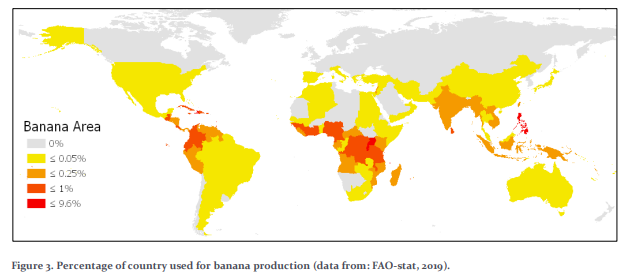 Banana Area
0%
≤ 0.05%
≤ 0.25%
≤ 1%
≤ 9.6%
Figure 3. Percentage of country used for banana production (data from: FAO-stat, 2019).